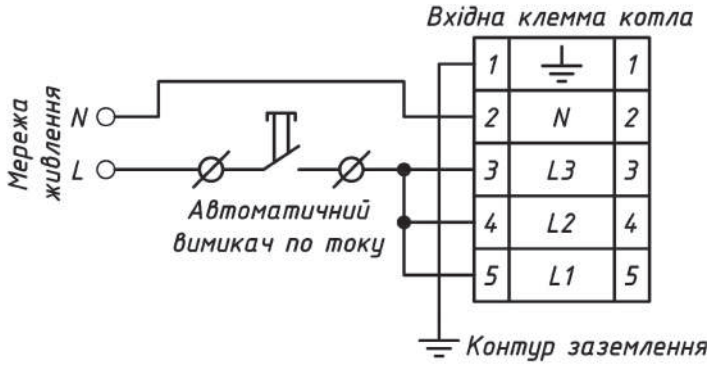 Вхідна клемма котла
1 1
2 N 2
3 L3 3
4 L2 4
5 L1 5
Мережа
живлення
N
L
Автоматичний
вимикач по току
Контур заземлення